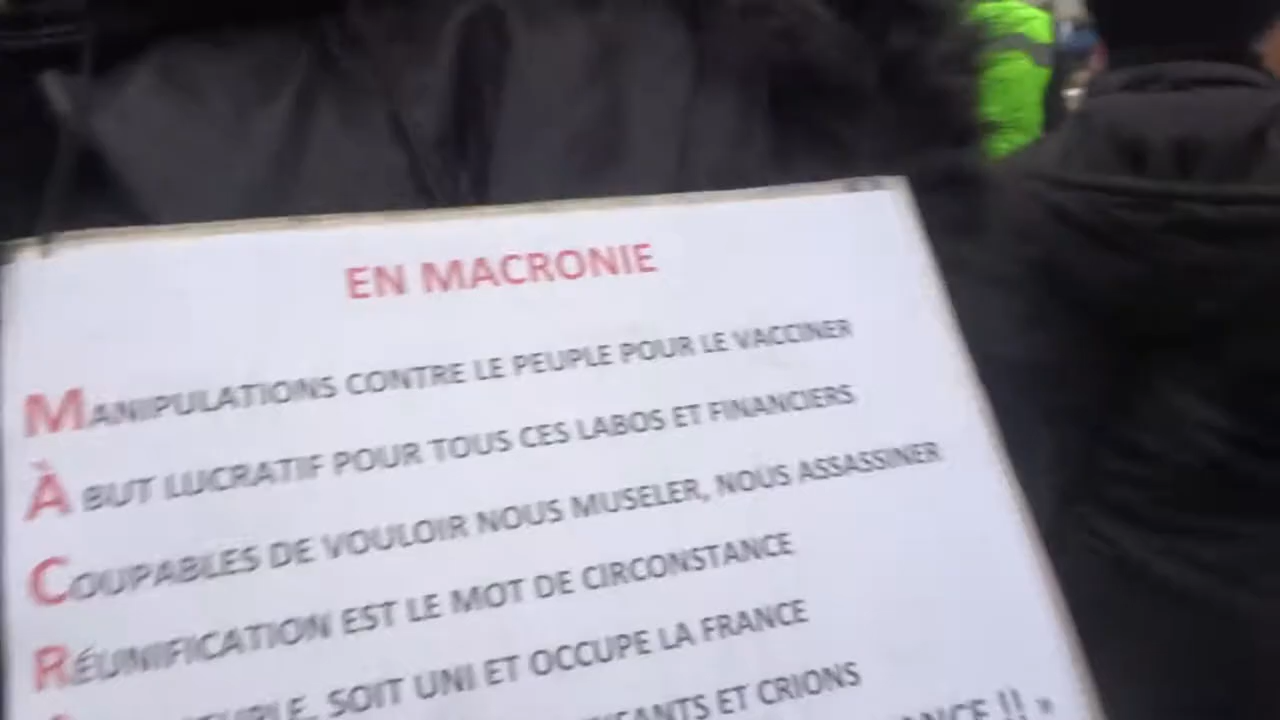 EN MACRONIE
MANIPULATIONS CONTRE LE PEUPLE POUR LE VACCINER
À BUT LUCRATIF POUR TOUS CES LABOS ET FINANCIERS
COUPABLES DE VOULOIR NOUS MUSELER, NOUS ASSASSINER
RÉUNIFICATION EST LE MOT DE CIRCONSTANCE
SOIT UNI ET OCCUPE LA FRANCE
ET CRIONS
!! »